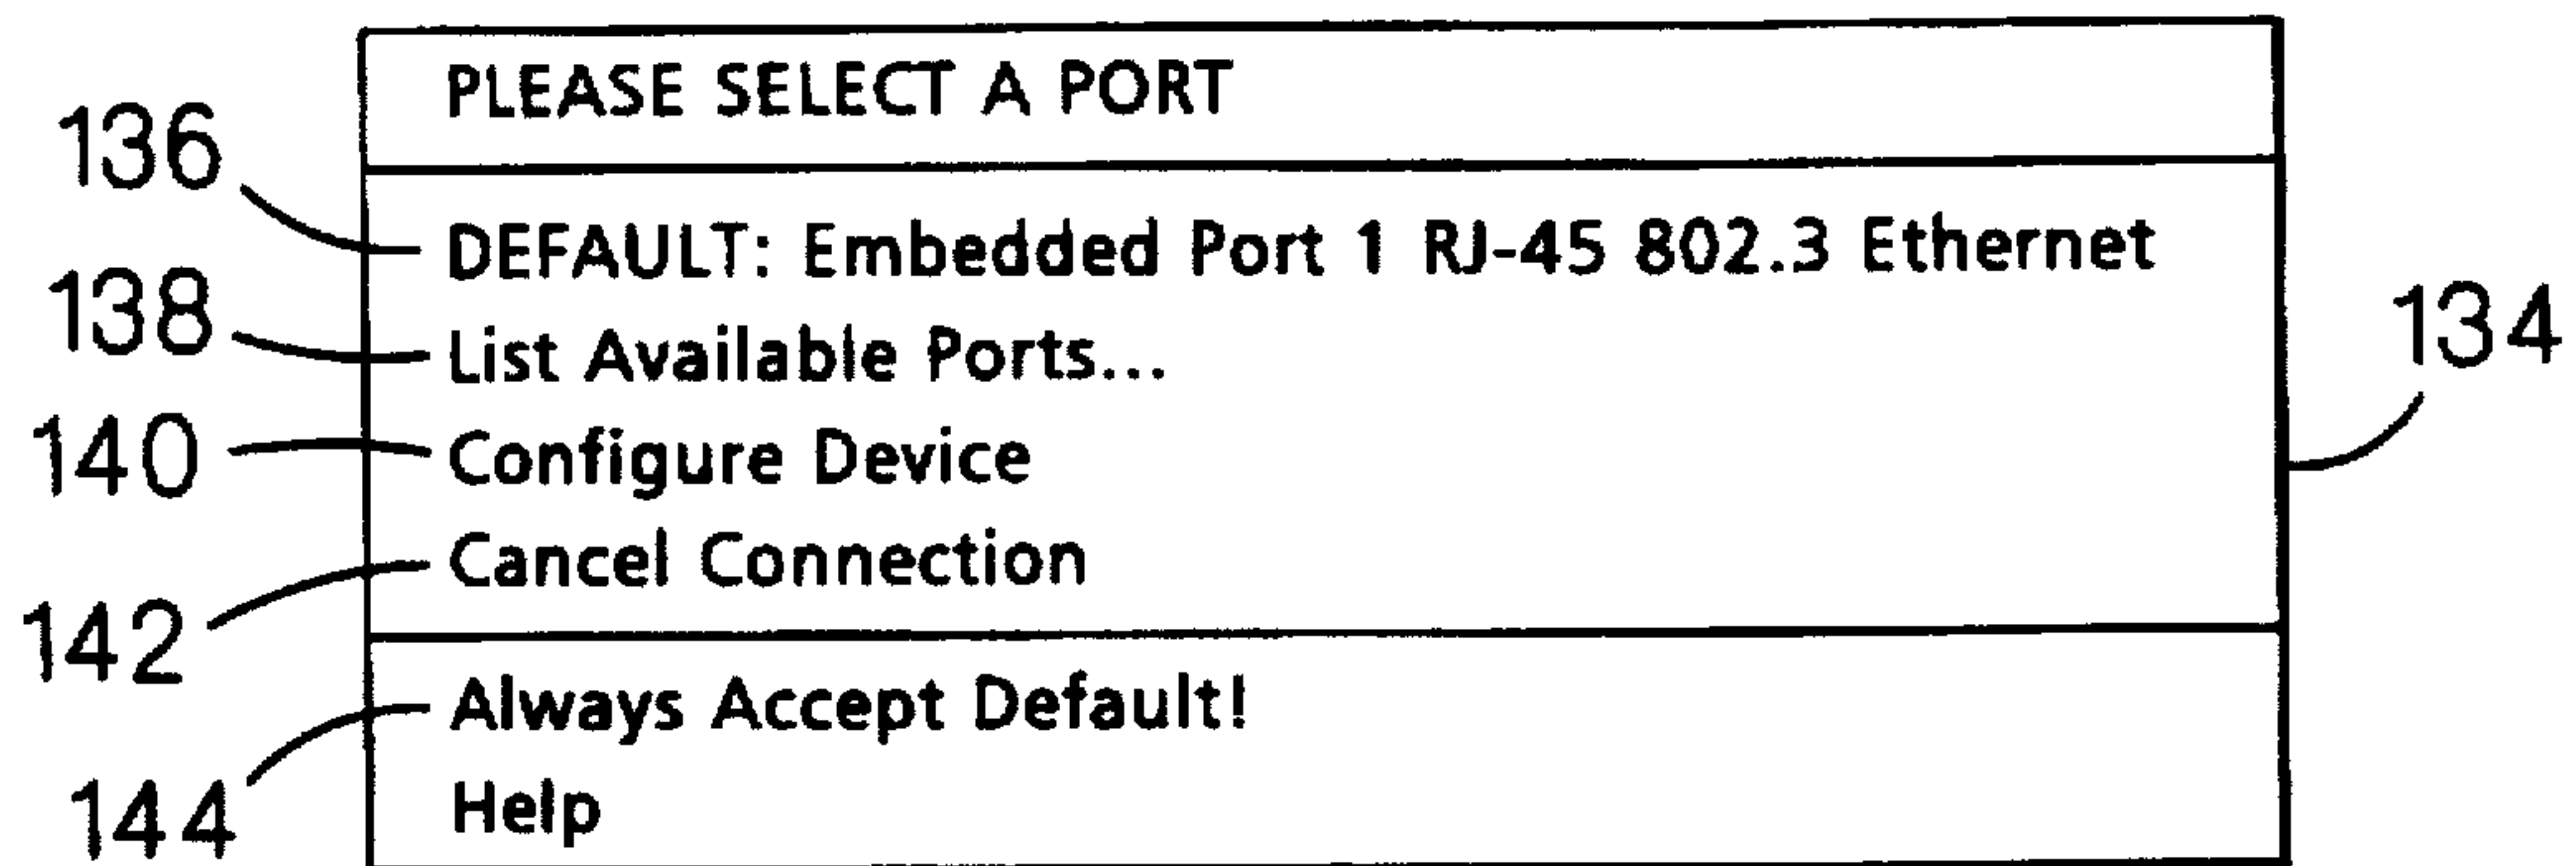 PLEASE SELECT A PORT
136
DEFAULT: Embedded Port 1 RJ-45 802.3 Ethernet
138
List Available Ports...
134
140
Configure Device
142
Cancel Connection
144
Always Accept Default!
Help